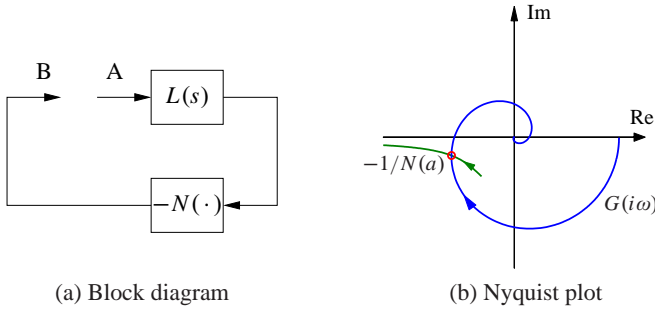 B
A
L(s)
−N(·)
(a) Block diagram
Im
Re
−1/N(a)
G(iω)
(b) Nyquist plot